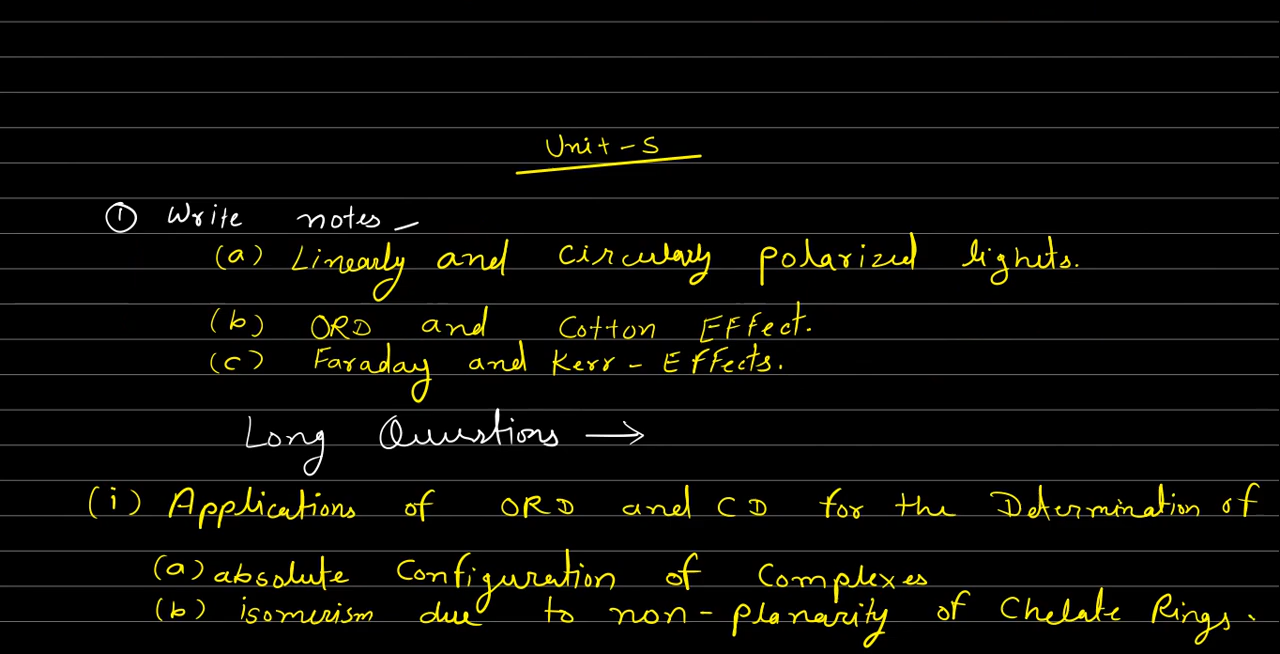 Unit - 5
① Write notes -
(a) Linearly and Circularly polarized lights.
(b) ORD and Cotton Effect.
(c) Faraday and Kerr - Effects.
Long Questions →
(i) Applications of ORD and CD for the Determination of
(a) absolute Configuration of Complexes
(b) isomerism due to non - planarity of Chelate Rings.